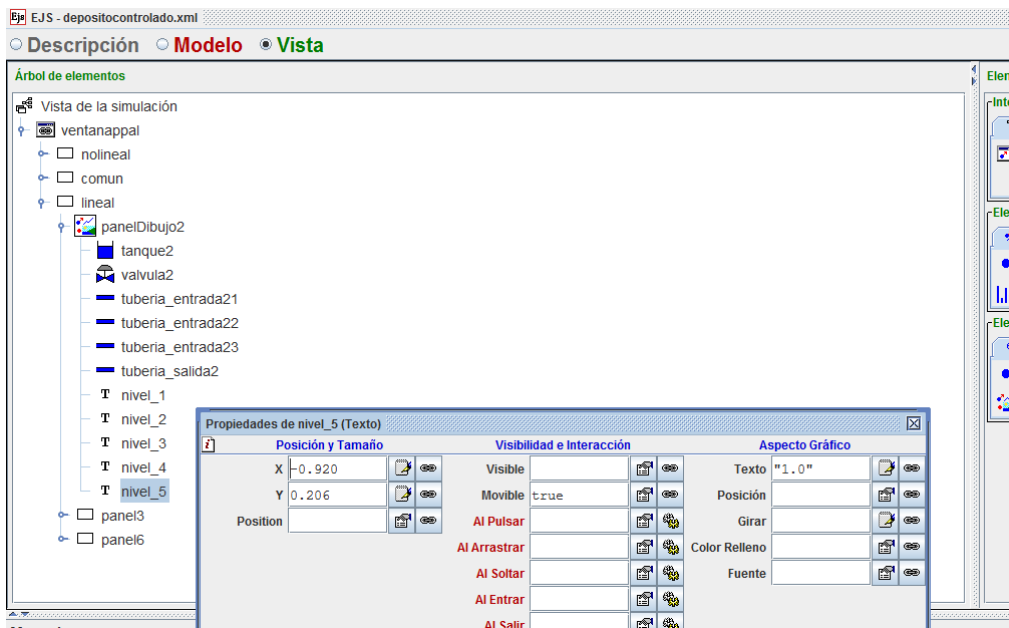 EJS - depositocontrolado.xml
Descripción Modelo Vista
Árbol de elementos
Vista de la simulación
ventanappal
nolineal
comun
lineal
panelDibujo2
tanque2
valvula2
tuberia_entrada21
tuberia_entrada22
tuberia_entrada23
tuberia_salida2
T nivel_1
T nivel_2
T nivel_3
T nivel_4
T nivel_5
panel3
panel6
Propiedades de nivel_5 (Texto)
Posición y Tamaño Visibilidad e Interacción Aspecto Gráfico
X -0.920 Visible Texto "1.0"
Y 0.206 Movible true Posición
Position Al Pulsar Girar
Al Arrastrar Color Relleno
Al Soltar Fuente
Al Entrar
Al Salir